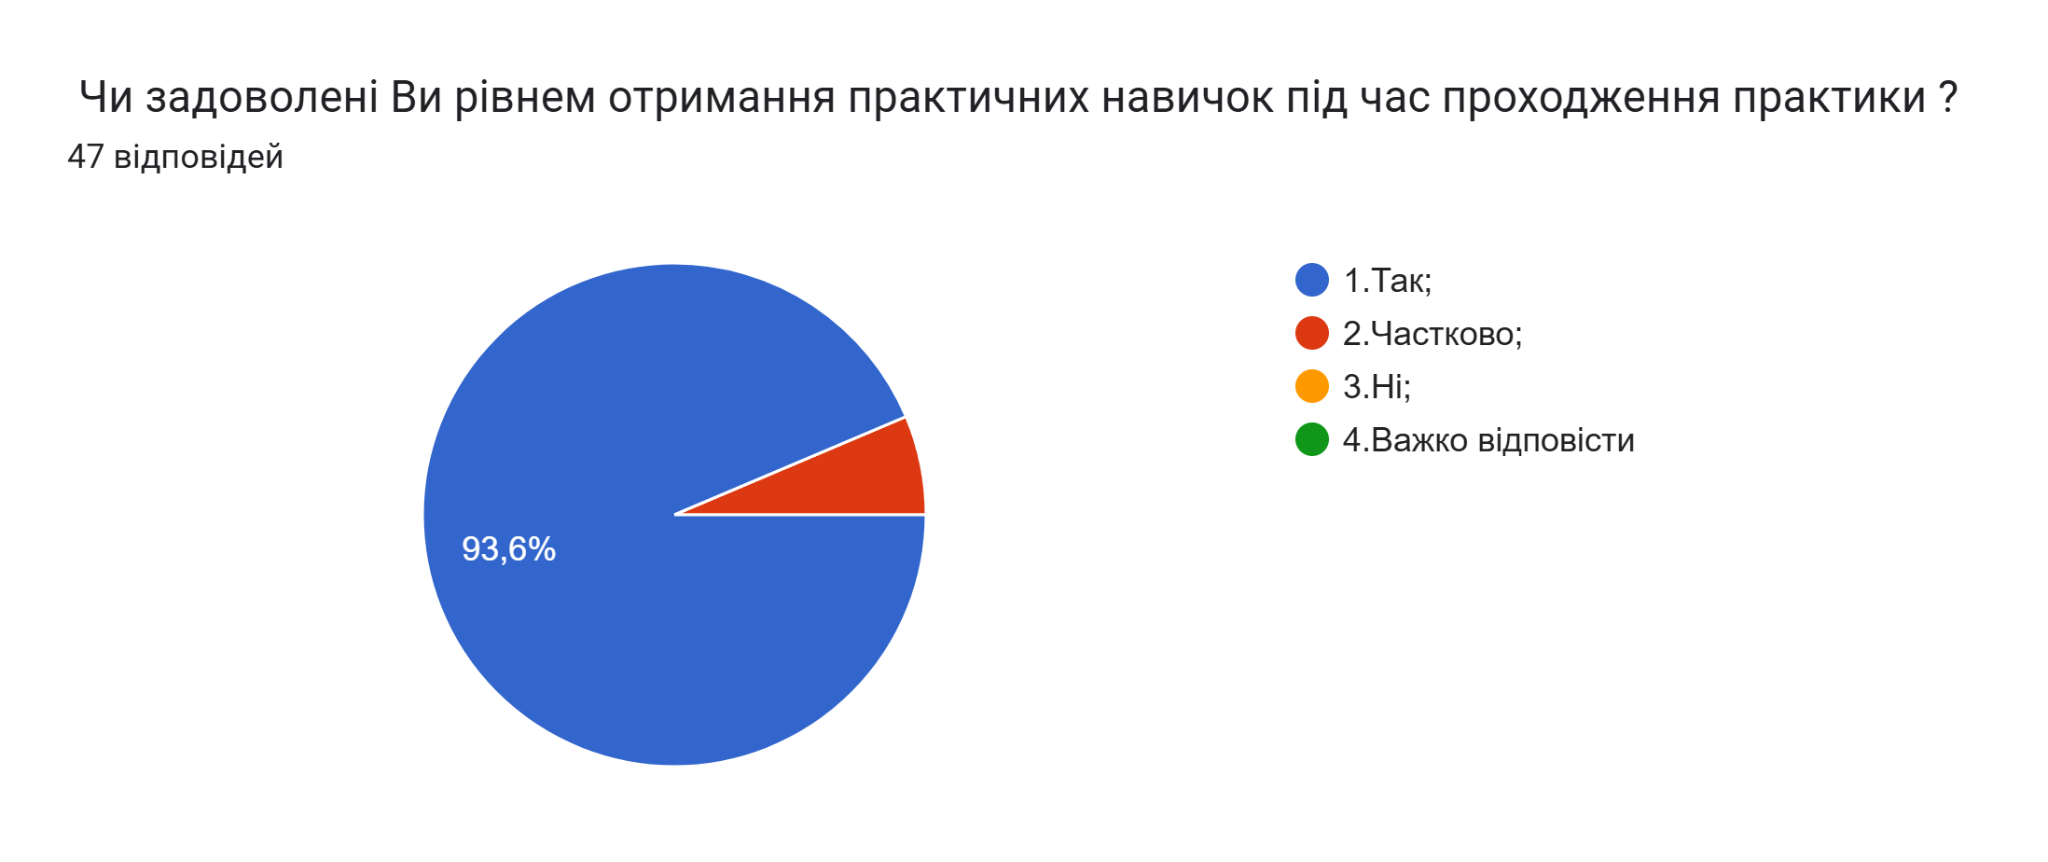 Чи задоволені Ви рівнем отримання практичних навичок під час проходження практики ?
47 відповідей
1.Так;
2.Частково;
3.Ні;
4.Важко відповісти
93,6%